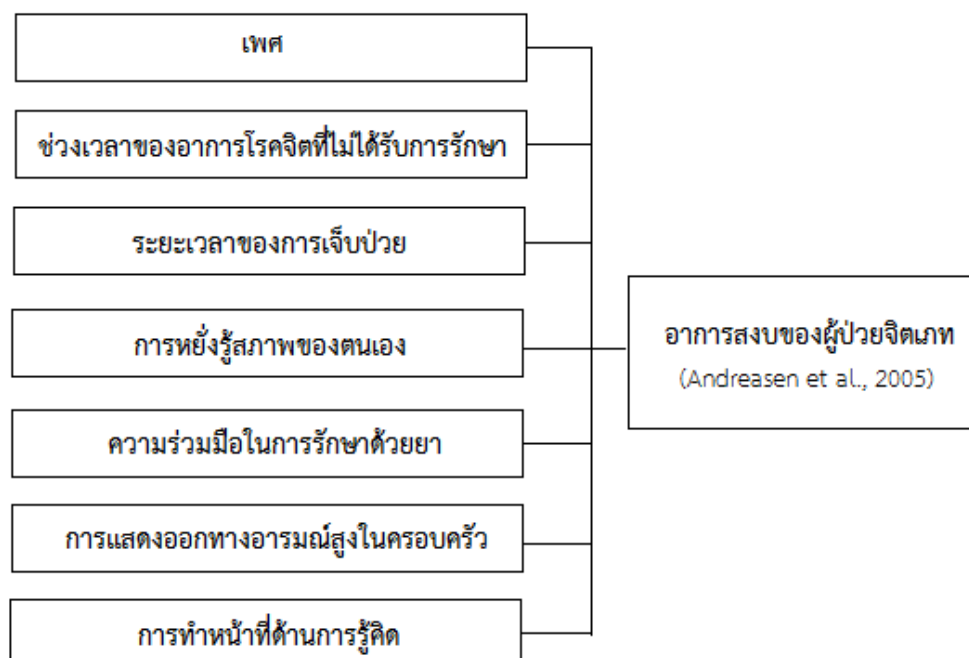 เพศ
ช่วงเวลาของอาการโรคจิตที่ไม่ได้รับการรักษา
ระยะเวลาของการเจ็บป่วย
การหยั่งรู้สภาพของตนเอง
ความร่วมมือในการรักษาด้วยยา
การแสดงออกทางอารมณ์สูงในครอบครัว
การทำหน้าที่ด้านการรู้คิด
อาการสงบของผู้ป่วยจิตเภท
(Andreasen et al., 2005)